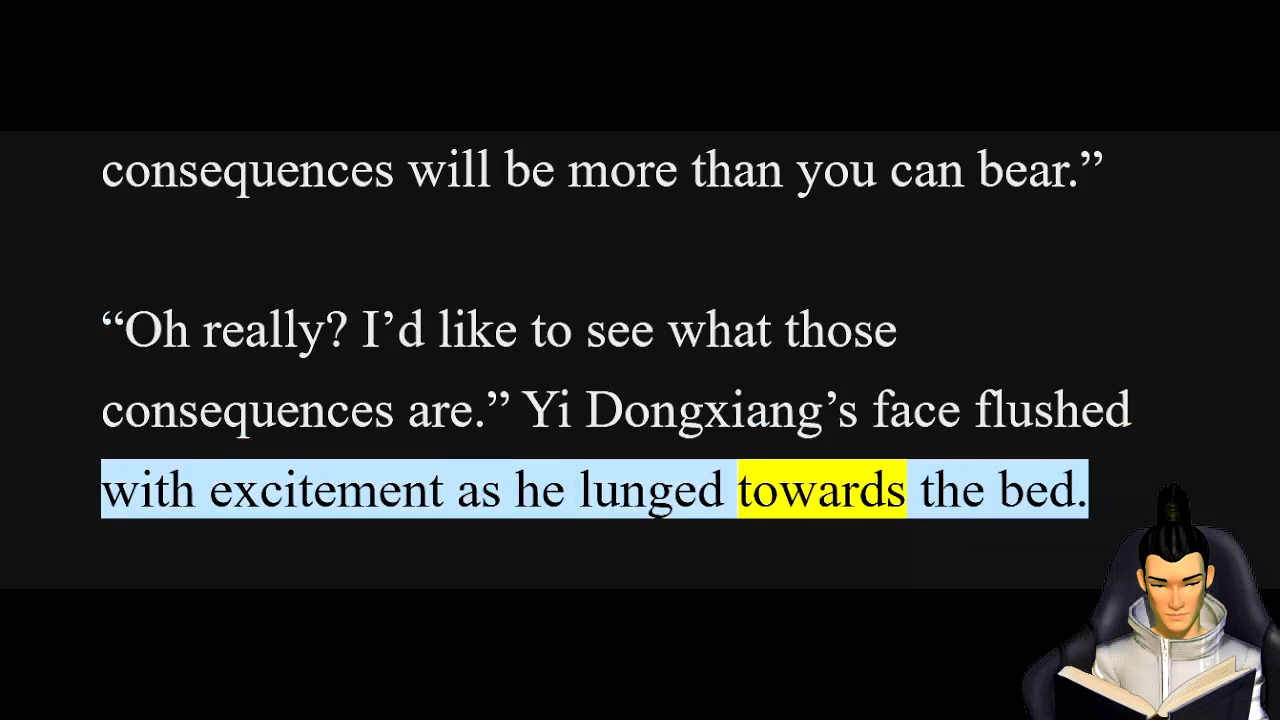 consequences will be more than you can bear.”
“Oh really? I’d like to see what those
consequences are.” Yi Dongxiang’s face flushed
with excitement as he lunged towards the bed.